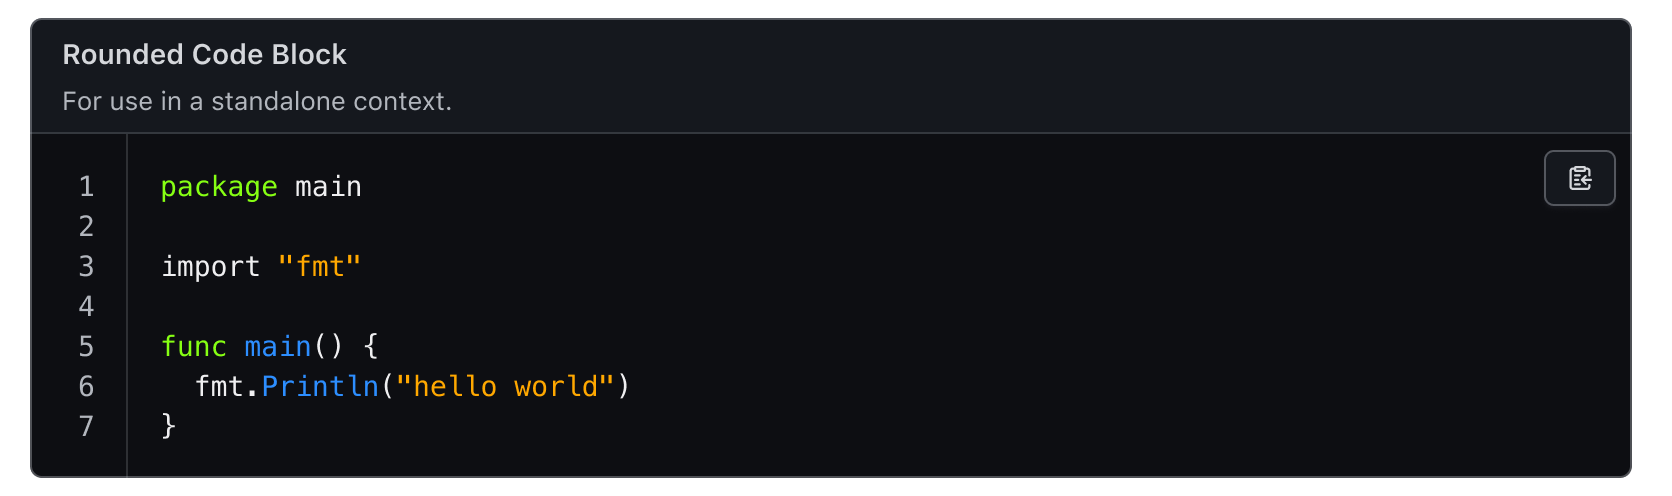 Rounded Code Block
For use in a standalone context.
1 package main
2
3 import "fmt"
4
5 func main() {
6   fmt.Println("hello world")
7 }